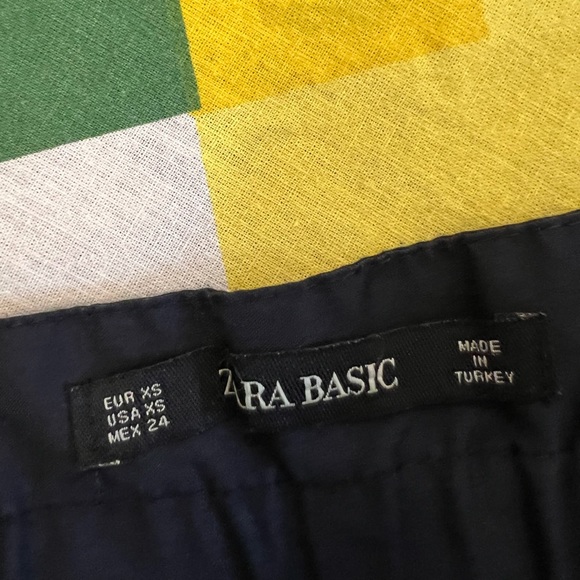 EUR XS
USA XS
MEX 24
ZARA BASIC
MADE
IN
TURKEY